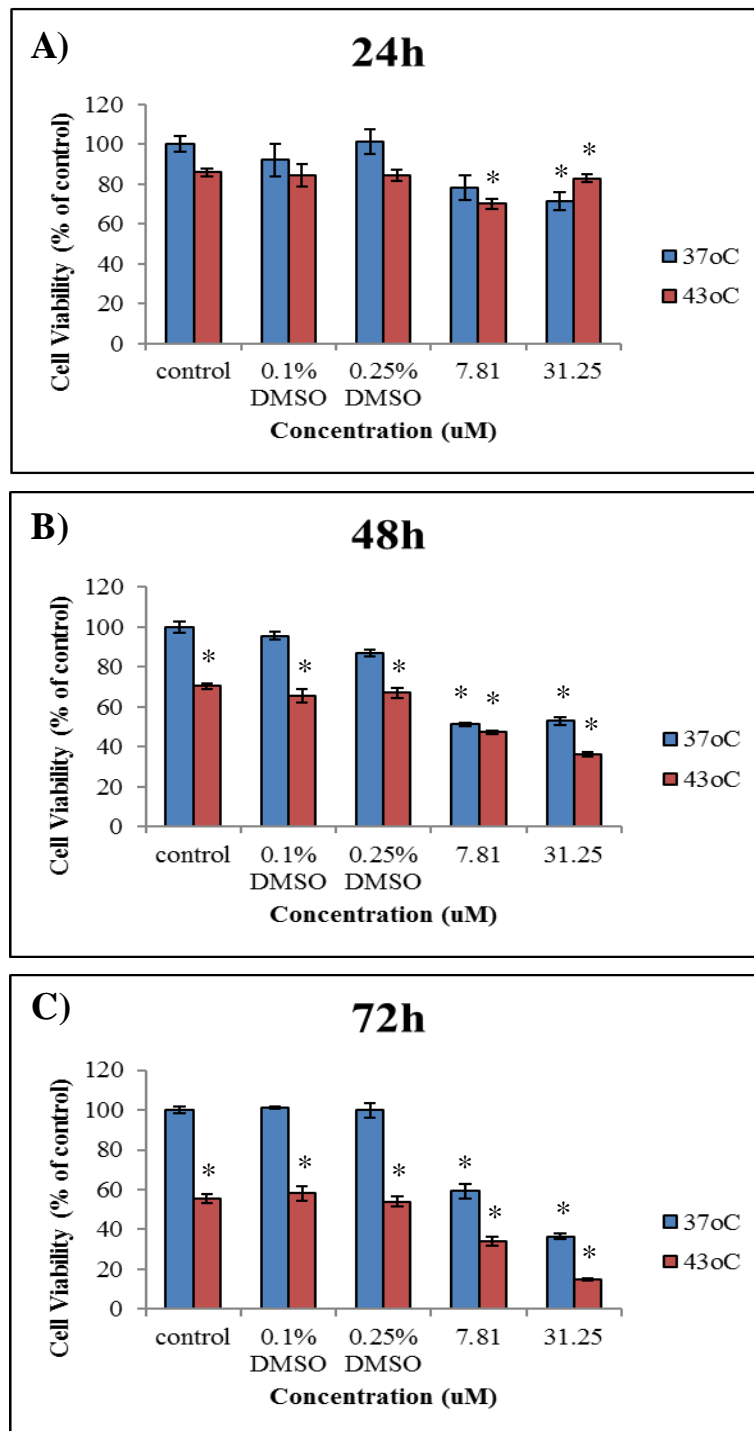 A)
24h
Cell Viability (% of control)
120
100
80
60
40
20
0
* * *
control 0.1% DMSO 0.25% DMSO 7.81 31.25
Concentration (uM)
37oC
43oC
B)
48h
Cell Viability (% of control)
120
100
80
60
40
20
0
* * * * * * *
control 0.1% DMSO 0.25% DMSO 7.81 31.25
Concentration (uM)
37oC
43oC
C)
72h
Cell Viability (% of control)
120
100
80
60
40
20
0
* * * * * * *
control 0.1% DMSO 0.25% DMSO 7.81 31.25
Concentration (uM)
37oC
43oC